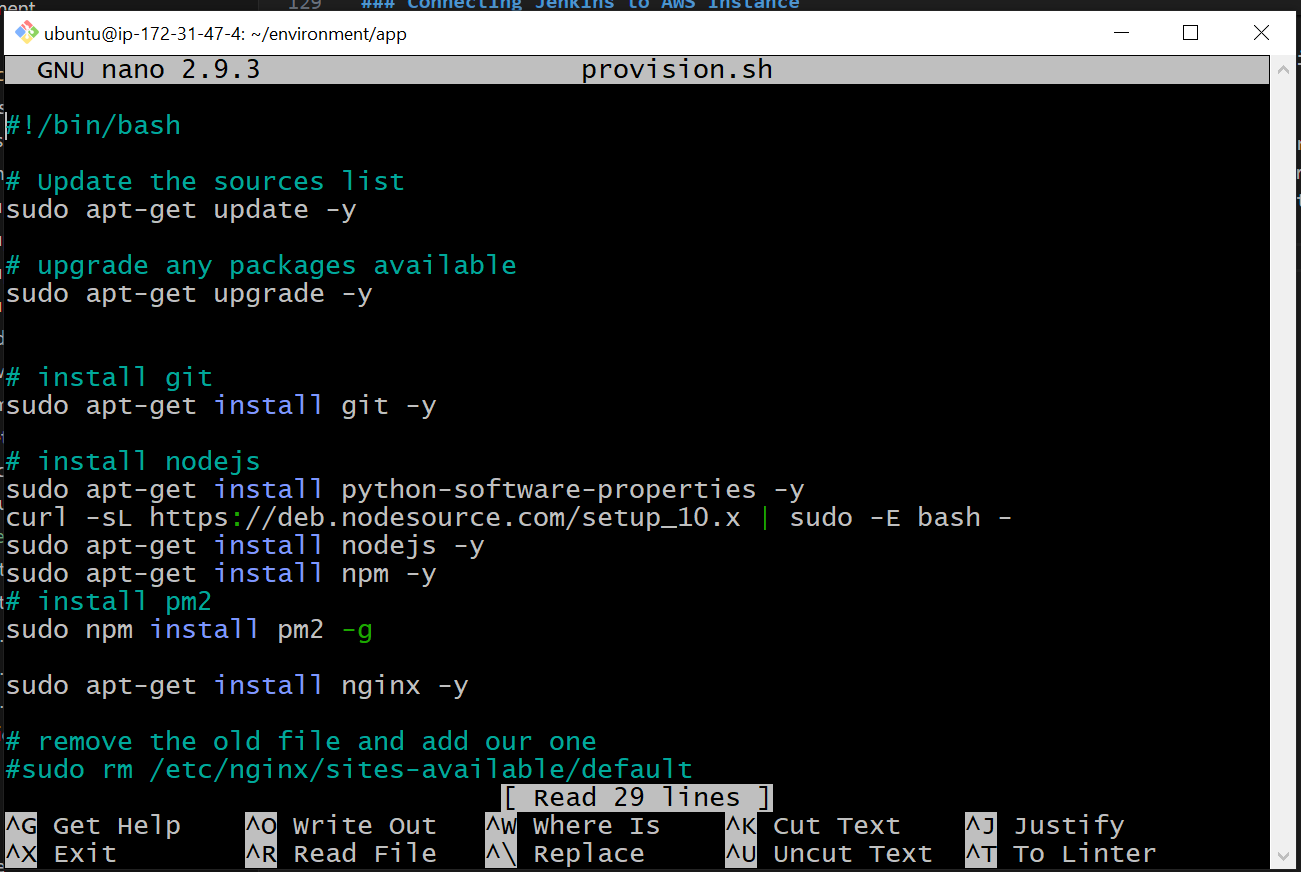 129 ### Connecting Jenkins to AWS Instance
ubuntu@ip-172-31-47-4: ~/environment/app
GNU nano 2.9.3 provision.sh
#!/bin/bash
# Update the sources list
sudo apt-get update -y
# upgrade any packages available
sudo apt-get upgrade -y
# install git
sudo apt-get install git -y
# install nodejs
sudo apt-get install python-software-properties -y
curl -sL https://deb.nodesource.com/setup_10.x | sudo -E bash -
sudo apt-get install nodejs -y
sudo apt-get install npm -y
# install pm2
sudo npm install pm2 -g
sudo apt-get install nginx -y
# remove the old file and add our one
#sudo rm /etc/nginx/sites-available/default
[ Read 29 lines ]
^G Get Help ^O Write Out ^W Where Is ^K Cut Text ^J Justify
^X Exit ^R Read File ^\ Replace ^U Uncut Text ^T To Linter